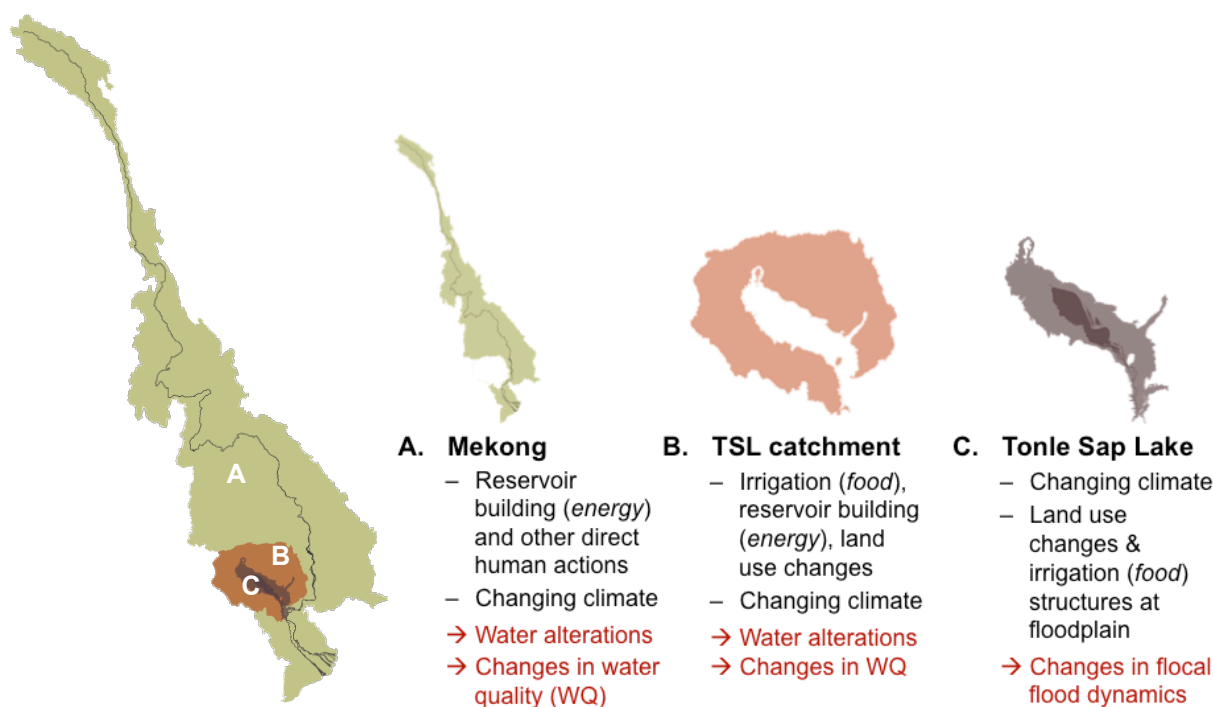 A
B
C
A. Mekong
– Reservoir
building (energy)
and other direct
human actions
– Changing climate
→ Water alterations
→ Changes in water
quality (WQ)
B. TSL catchment
– Irrigation (food),
reservoir building
(energy), land
use changes
– Changing climate
→ Water alterations
→ Changes in WQ
C. Tonle Sap Lake
– Changing climate
– Land use
changes &
irrigation (food)
structures at
floodplain
→ Changes in flocal
flood dynamics